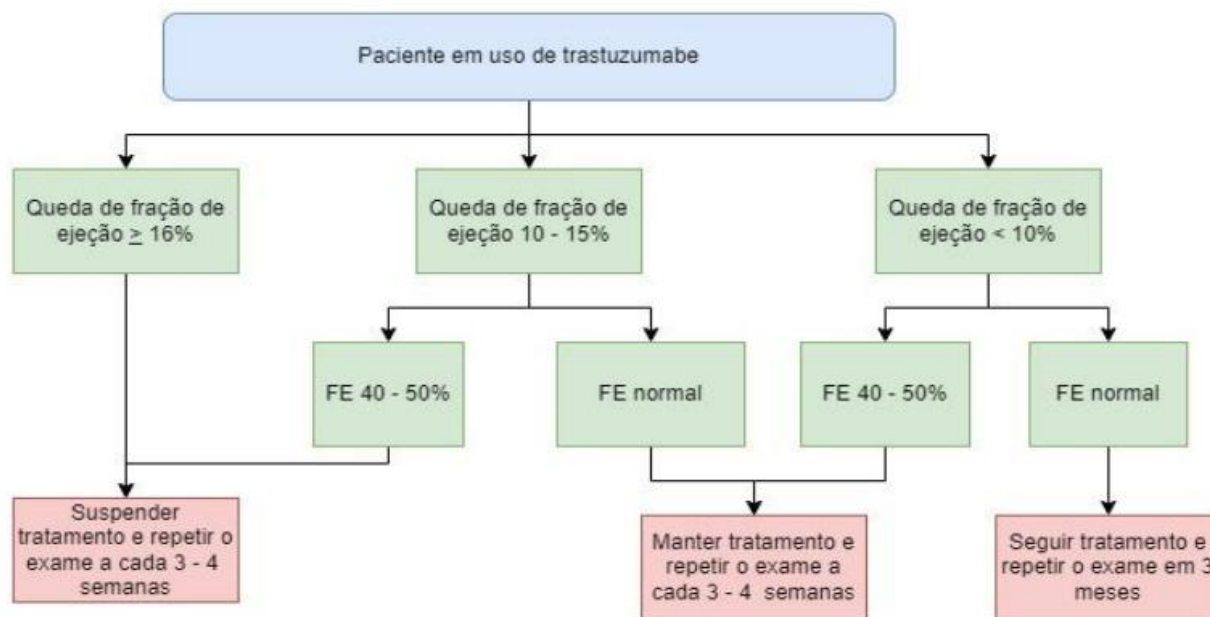 Paciente em uso de trastuzumabe
Queda de fração de
ejeção ≥ 16%
Queda de fração de
ejeção 10 - 15%
Queda de fração de
ejeção < 10%
FE 40 - 50%
FE normal
FE 40 - 50%
FE normal
Suspender
tratamento e repetir o
exame a cada 3 - 4
semanas
Manter tratamento e
repetir o exame a
cada 3 - 4 semanas
Seguir tratamento e
repetir o exame em 3
meses